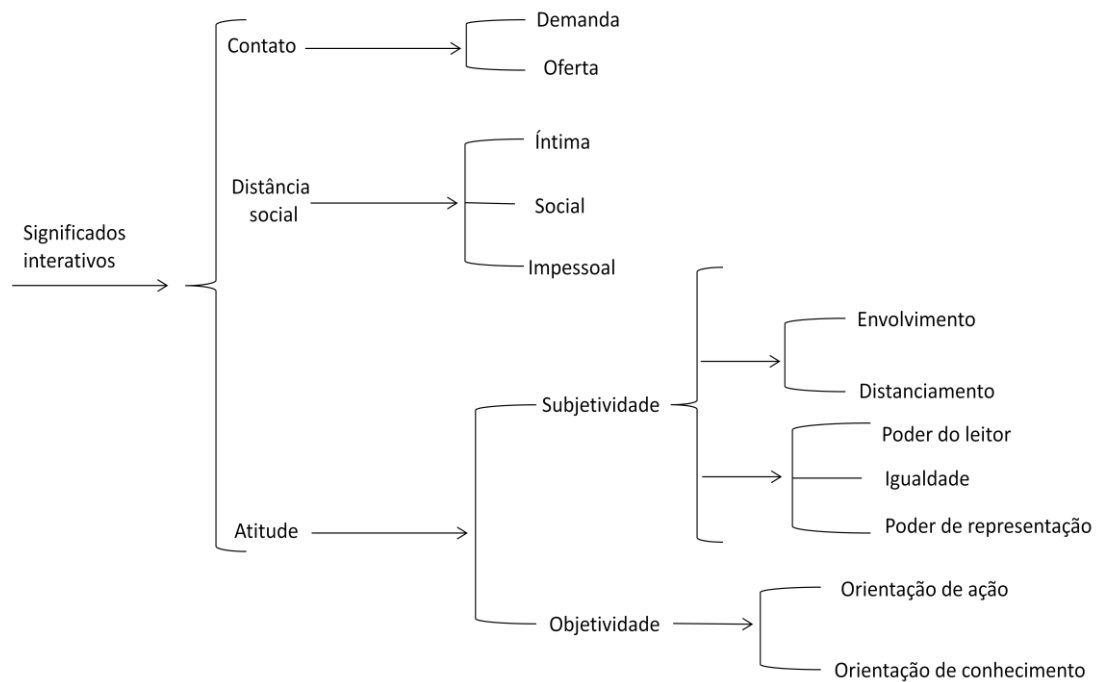 Significados
interativos
Contato
Demanda
Oferta
Distância
social
Íntima
Social
Impessoal
Atitude
Subjetividade
Envolvimento
Distanciamento
Poder do leitor
Igualdade
Poder de representação
Objetividade
Orientação de ação
Orientação de conhecimento